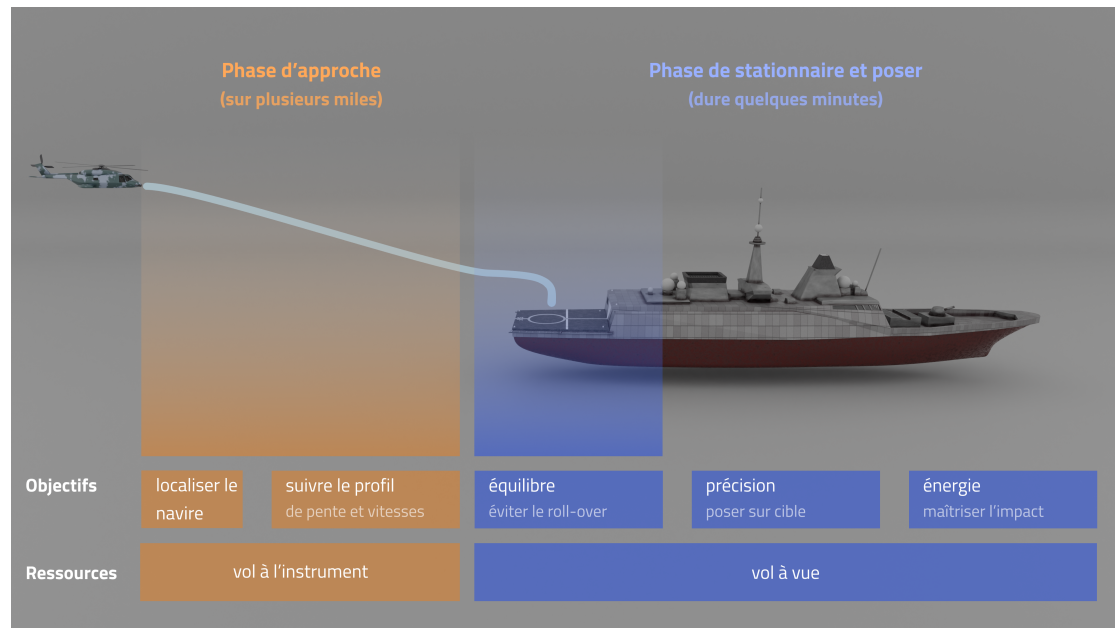 Phase d’approche
(sur plusieurs miles)
Phase de stationnaire et poser
(dure quelques minutes)
Objectifs
localiser le
navire
suivre le profil
de pente et vitesses
équilibre
éviter le roll-over
précision
poser sur cible
énergie
maîtriser l’impact
Ressources
vol à l’instrument
vol à vue